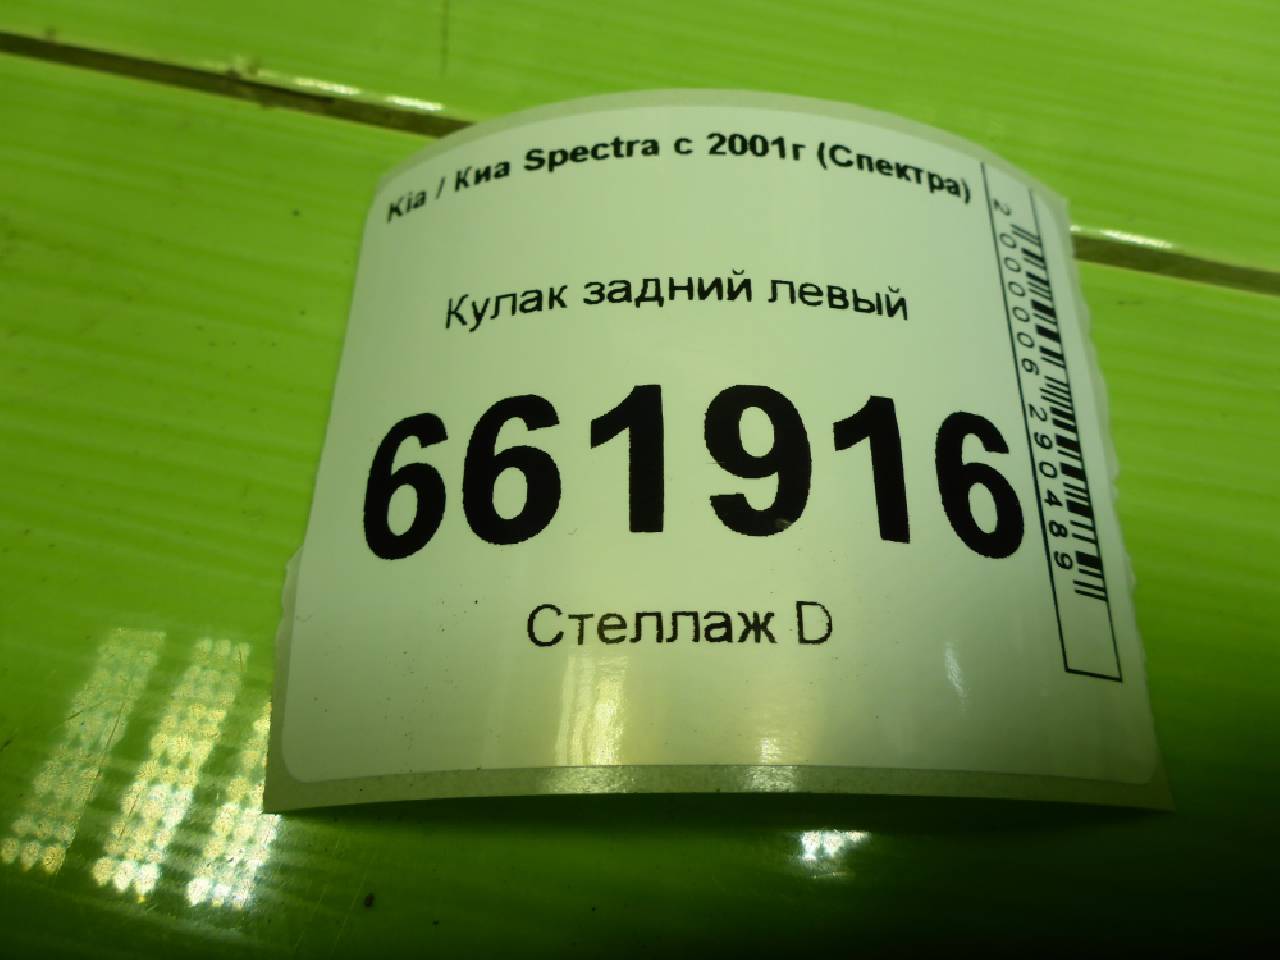 Kia / Киа Spectra с 2001г (Спектра)
Кулак задний левый
661916
Стеллаж D
2000006290489